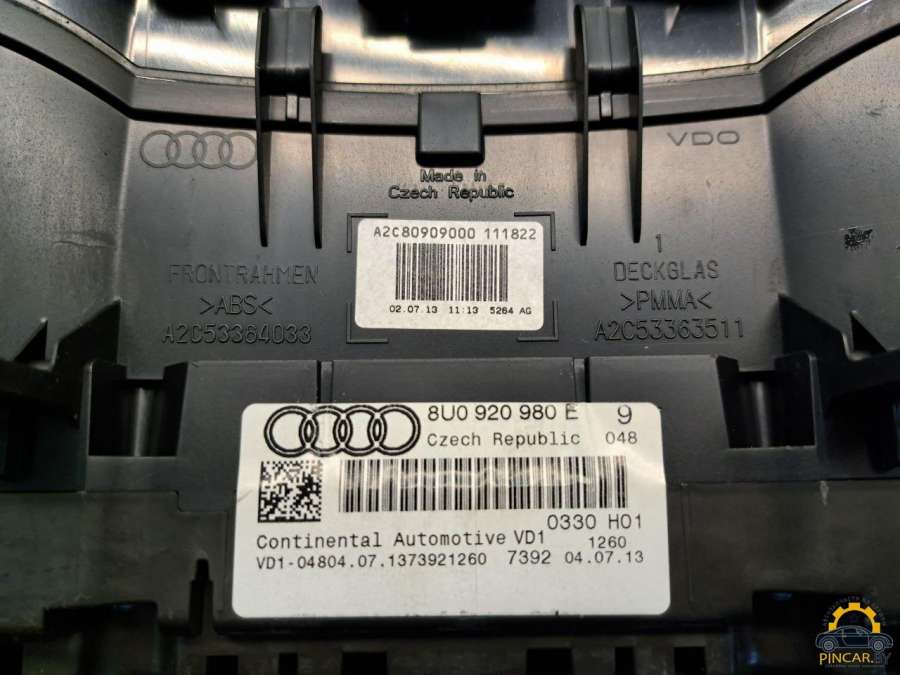 VDO
Made in
Czech Republic
A2C80909000 111822
02.07.13 11:13 5264 AG
FRONTRAHMEN
>ABS<
A2C53364033
1
DECKGLAS
>PMMA<
A2C53363511
8U0 920 980 E 9
Czech Republic 048
0330 H01
Continental Automotive VD1 1260
VD1-04804.07.1373921260 7392 04.07.13
PINCAR.BY